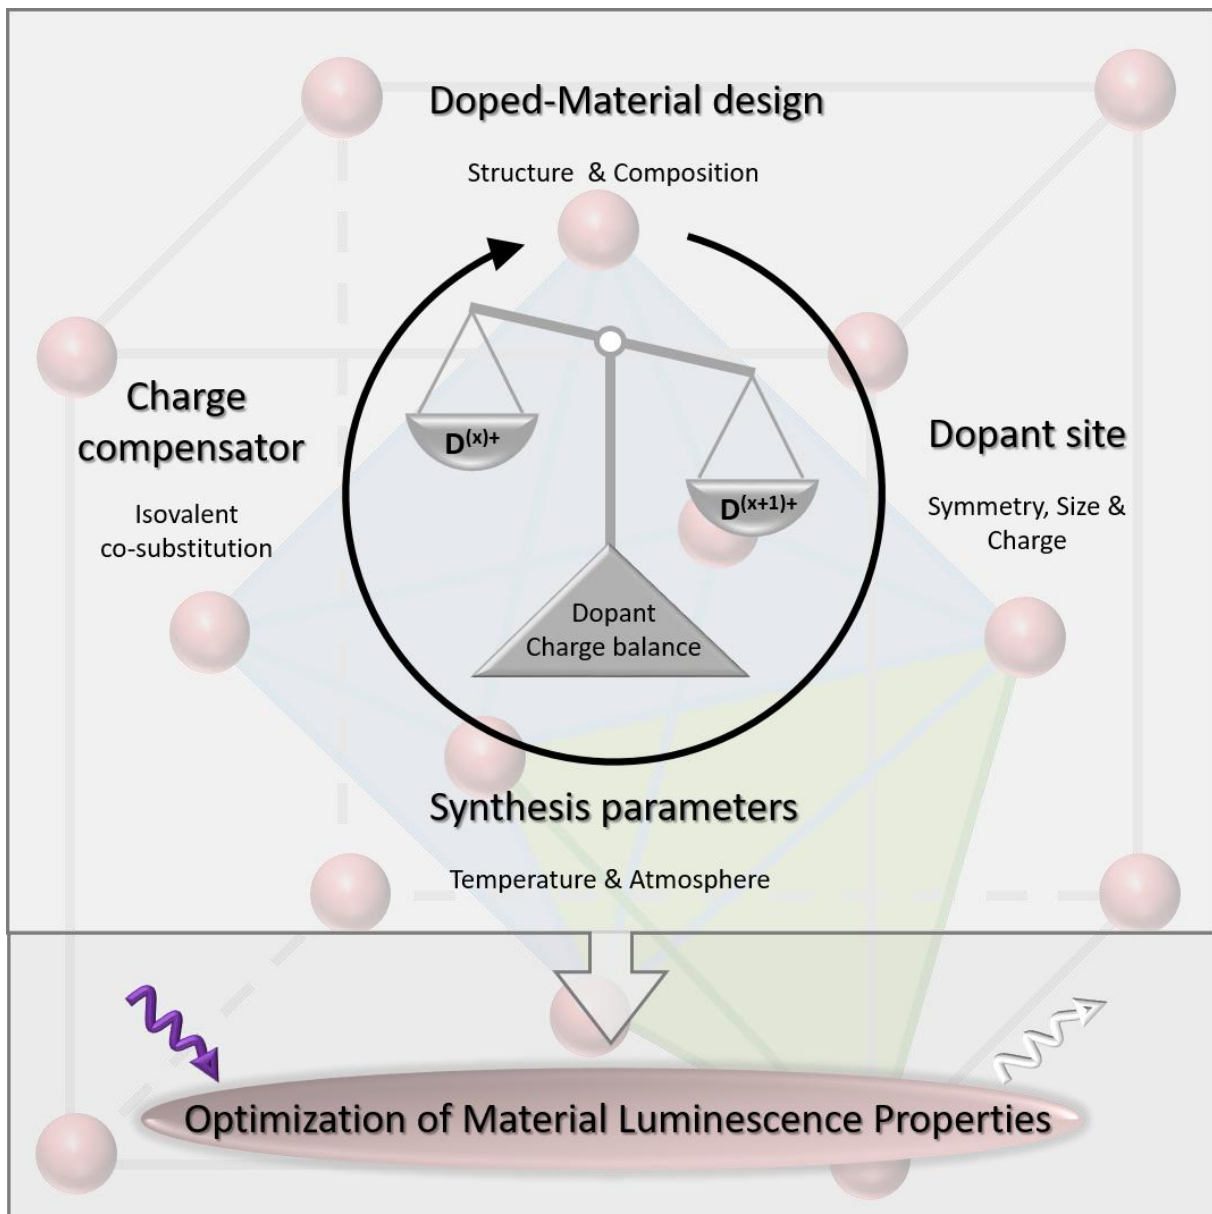 Doped-Material design
Structure & Composition
Charge
compensator
Isovalent
co-substitution
D(x)+
D(x+1)+
Dopant
Charge balance
Dopant site
Symmetry, Size &
Charge
Synthesis parameters
Temperature & Atmosphere
Optimization of Material Luminescence Properties